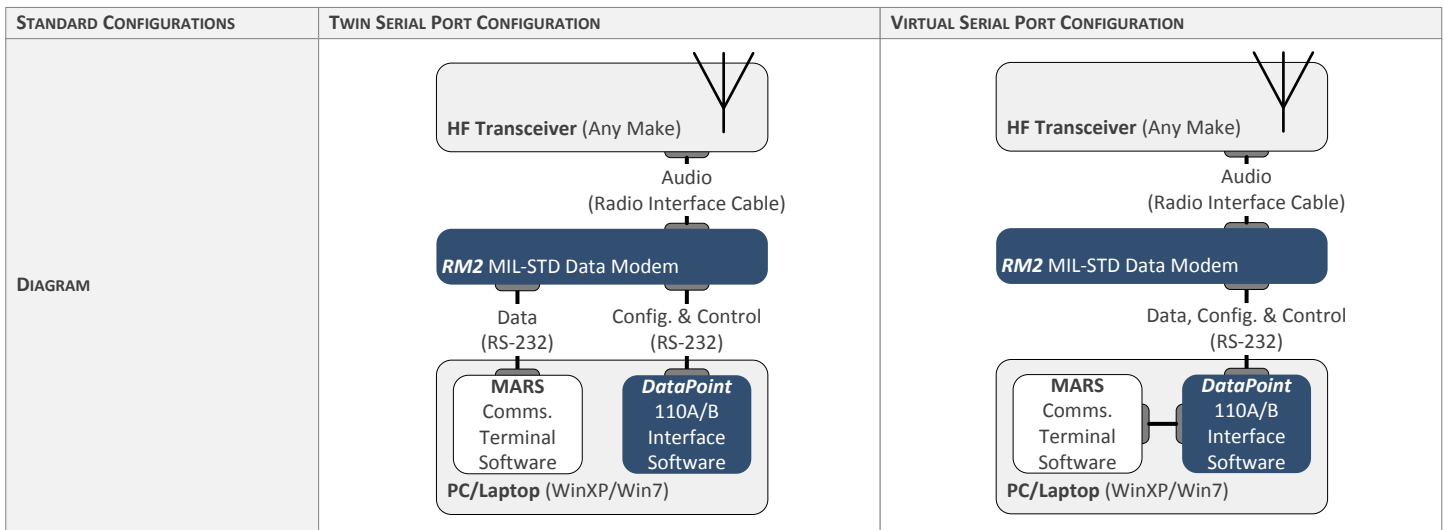 STANDARD CONFIGURATIONS
TWIN SERIAL PORT CONFIGURATION
VIRTUAL SERIAL PORT CONFIGURATION
DIAGRAM
HF Transceiver (Any Make)
Audio
(Radio Interface Cable)
RM2 MIL-STD Data Modem
Data
(RS-232)
Config. & Control
(RS-232)
MARS
Comms.
Terminal
Software
DataPoint
110A/B
Interface
Software
PC/Laptop (WinXP/Win7)
HF Transceiver (Any Make)
Audio
(Radio Interface Cable)
RM2 MIL-STD Data Modem
Data, Config. & Control
(RS-232)
MARS
Comms.
Terminal
Software
DataPoint
110A/B
Interface
Software
PC/Laptop (WinXP/Win7)